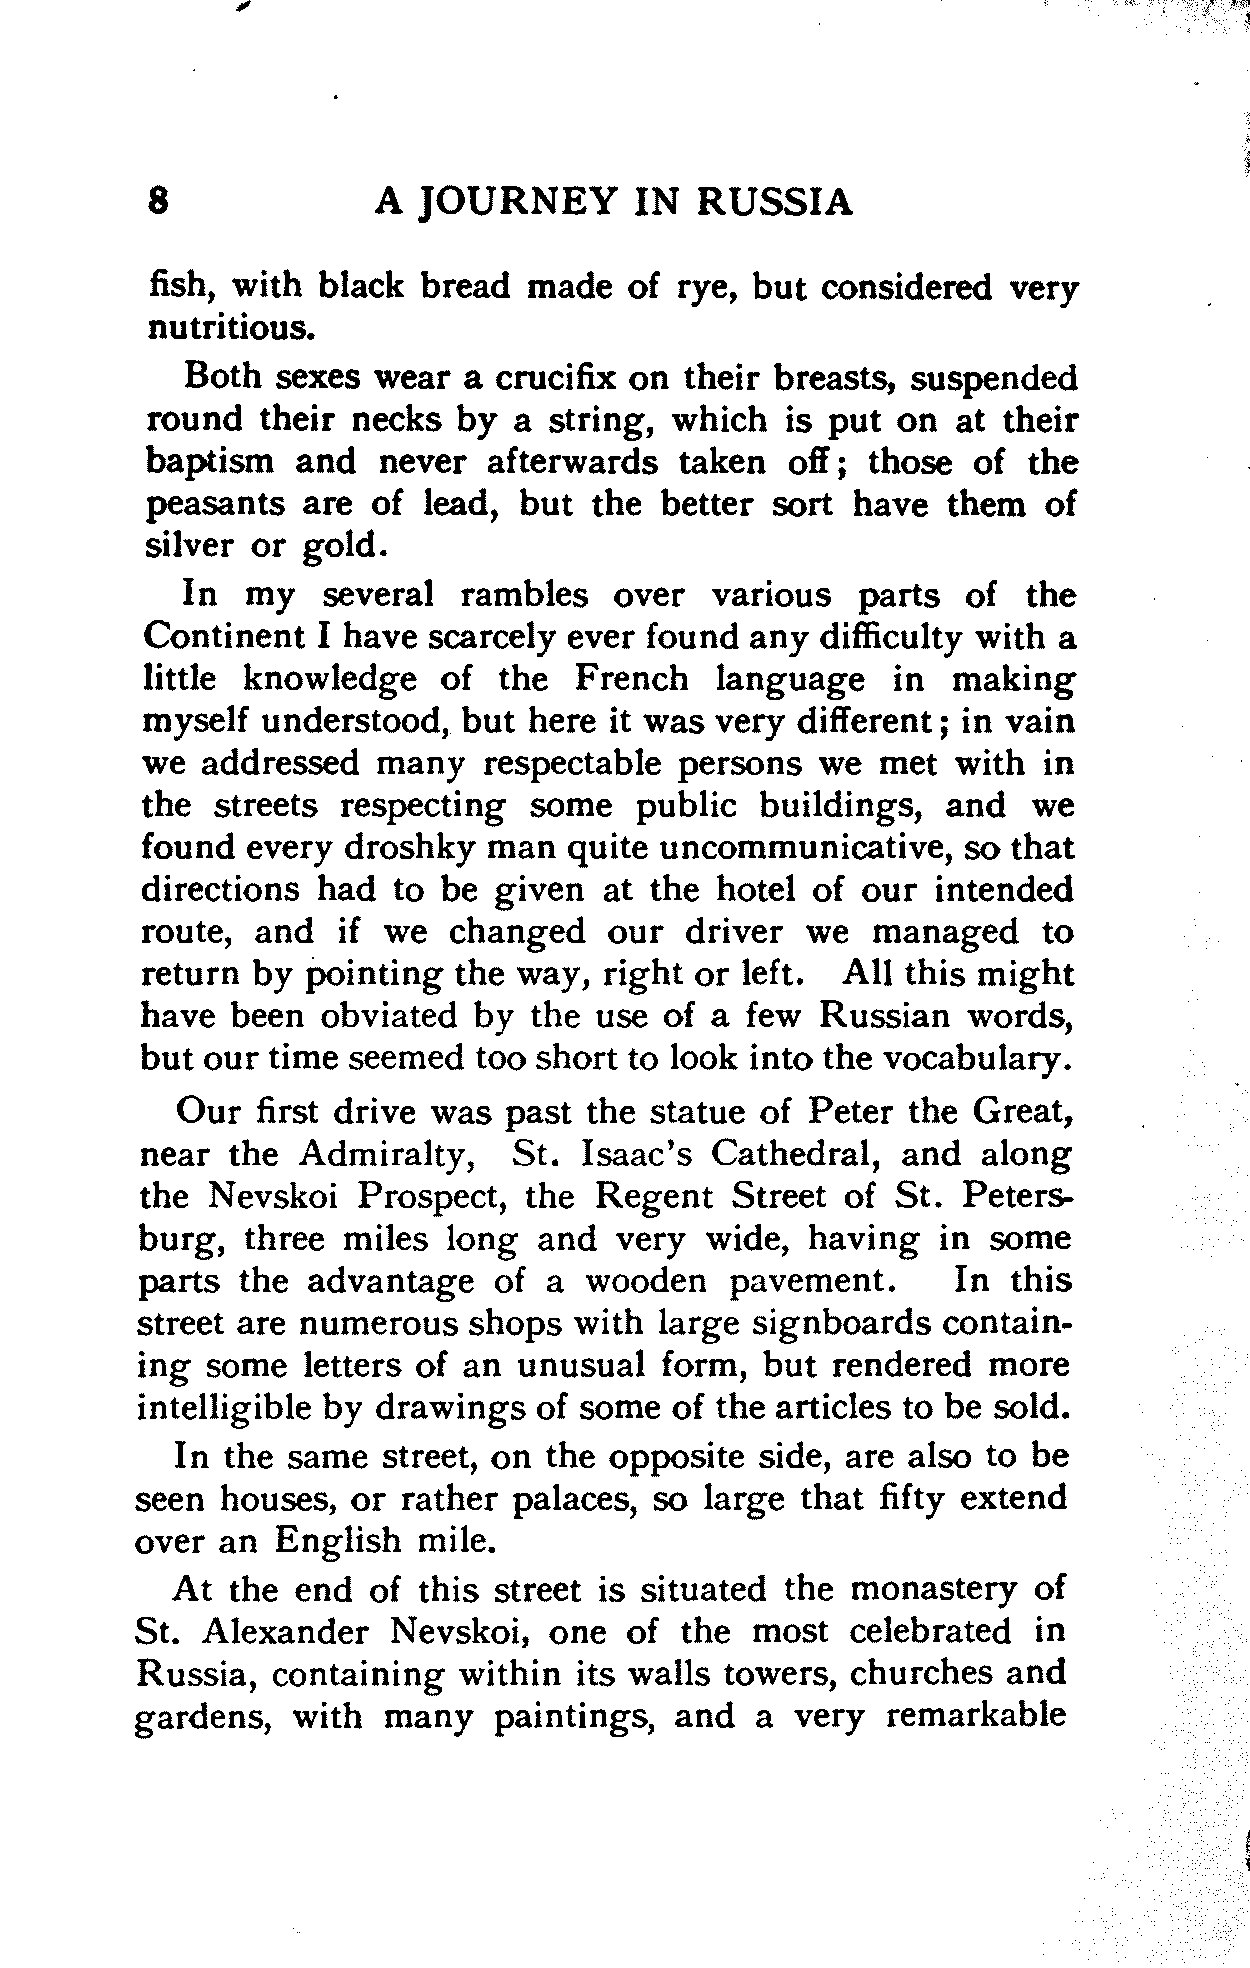 8 A JOURNEY IN RUSSIA
fish, with black bread made of rye, but considered very
nutritious.
Both sexes wear a crucifix on their breasts, suspended
round their necks by a string, which is put on at their
baptism and never afterwards taken off; those of the
peasants are of lead, but the better sort have them of
silver or gold.
In my several rambles over various parts of the
Continent I have scarcely ever found any difficulty with a
little knowledge of the French language in making
myself understood, but here it was very different; in vain
we addressed many respectable persons we met with in
the streets respecting some public buildings, and we
found every droshky man quite uncommunicative, so that
directions had to be given at the hotel of our intended
route, and if we changed our driver we managed to
return by pointing the way, right or left. All this might
have been obviated by the use of a few Russian words,
but our time seemed too short to look into the vocabulary.
Our first drive was past the statue of Peter the Great,
near the Admiralty, St. Isaac's Cathedral, and along
the Nevskoi Prospect, the Regent Street of St. Peters-
burg, three miles long and very wide, having in some
parts the advantage of a wooden pavement. In this
street are numerous shops with large signboards contain-
ing some letters of an unusual form, but rendered more
intelligible by drawings of some of the articles to be sold.
In the same street, on the opposite side, are also to be
seen houses, or rather palaces, so large that fifty extend
over an English mile.
At the end of this street is situated the monastery of
St. Alexander Nevskoi, one of the most celebrated in
Russia, containing within its walls towers, churches and
gardens, with many paintings, and a very remarkable